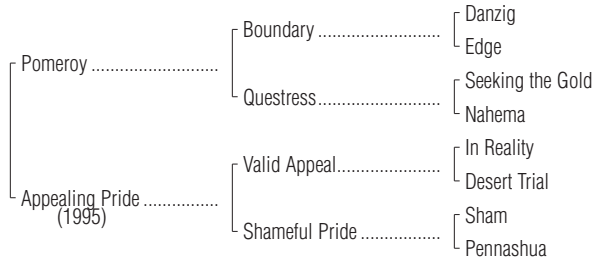 Danzig
Boundary ..........................
Edge
Pomeroy ...........................
Seeking the Gold
Questress..........................
Nahema
In Reality
Valid Appeal......................
Desert Trial
Appealing Pride ................
(1995)
Sham
Shameful Pride .................
Pennashua